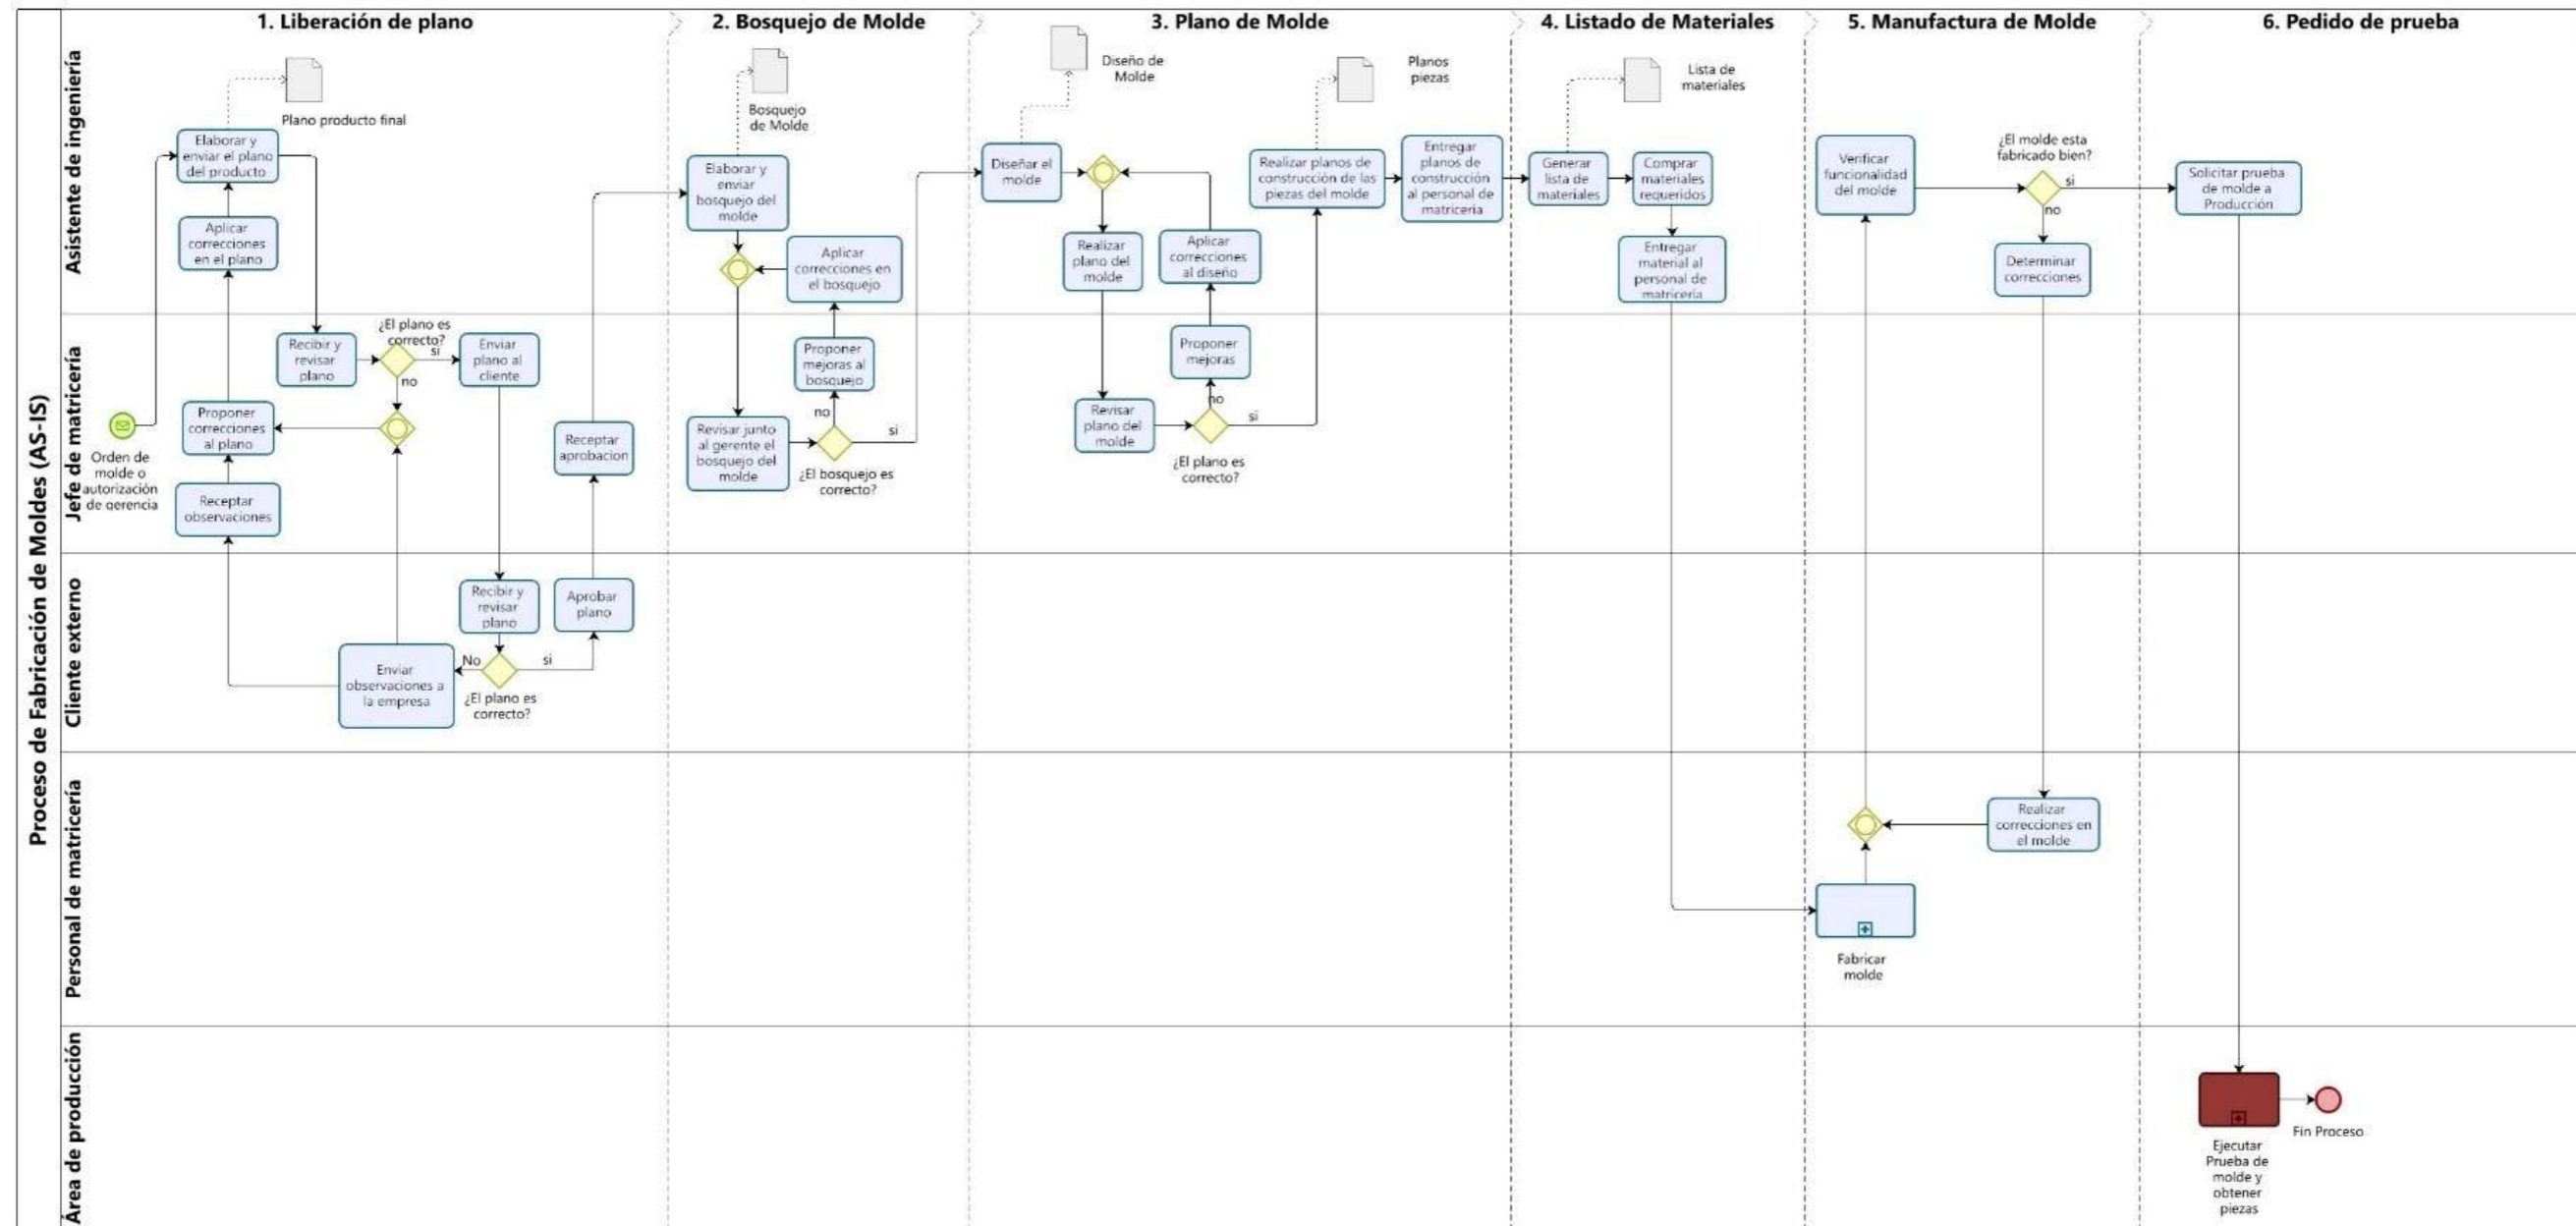 Proceso de Fabricación de Moldes (AS-IS)
1. Liberación de plano
2. Bosquejo de Molde
3. Plano de Molde
4. Listado de Materiales
5. Manufactura de Molde
6. Pedido de prueba
Asistente de ingeniería
Plano producto final
Elaborar y
enviar el plano
del producto
Aplicar
correcciones
en el plano
Bosquejo
de Molde
Elaborar y
enviar
bosquejo del
molde
Aplicar
correcciones en
el bosquejo
Diseño de
Molde
Diseñar el
molde
Realizar
plano del
molde
Aplicar
correcciones
al diseño
Planos
piezas
Realizar planos de
construcción de las
piezas del molde
Entregar
planos de
construcción
al personal de
matricería
Lista de
materiales
Generar
lista de
materiales
Comprar
materiales
requeridos
Entregar
material al
personal de
matricería
Verificar
funcionalidad
del molde
¿El molde esta
fabricado bien?
si
no
Determinar
correcciones
Solicitar prueba
de molde a
Producción
Jefe de matricería
Orden de
molde o
autorización
de gerencia
Recibir y
revisar
plano
¿El plano es
correcto?
si
no
Enviar
plano al
cliente
Proponer
correcciones
al plano
Receptar
observaciones
Receptar
aprobacion
Proponer
mejoras al
bosquejo
no
Revisar junto
al gerente el
bosquejo del
molde
si
¿El bosquejo es
correcto?
Proponer
mejoras
no
Revisar
plano del
molde
si
¿El plano es
correcto?
Cliente externo
Recibir y
revisar
plano
Aprobar
plano
Enviar
observaciones a
la empresa
No
si
¿El plano es
correcto?
Personal de matricería
Realizar
correcciones en
el molde
Fabricar
molde
Área de producción
Ejecutar
Prueba de
molde y
obtener
piezas
Fin Proceso